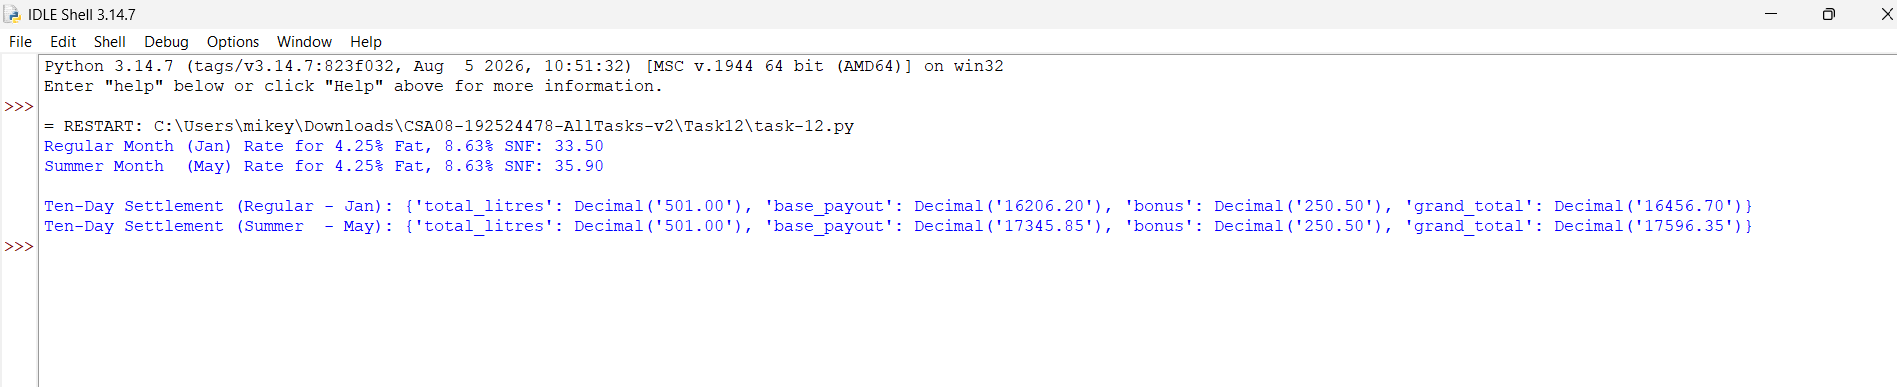 IDLE Shell 3.14.7
File Edit Shell Debug Options Window Help
Python 3.14.7 (tags/v3.14.7:823f032, Aug  5 2026, 10:51:32) [MSC v.1944 64 bit (AMD64)] on win32
Enter "help" below or click "Help" above for more information.
>>>
= RESTART: C:\Users\mikey\Downloads\CSA08-192524478-AllTasks-v2\Task12\task-12.py
Regular Month (Jan) Rate for 4.25% Fat, 8.63% SNF: 33.50
Summer Month  (May) Rate for 4.25% Fat, 8.63% SNF: 35.90
Ten-Day Settlement (Regular - Jan): {'total_litres': Decimal('501.00'), 'base_payout': Decimal('16206.20'), 'bonus': Decimal('250.50'), 'grand_total': Decimal('16456.70')}
Ten-Day Settlement (Summer  - May): {'total_litres': Decimal('501.00'), 'base_payout': Decimal('17345.85'), 'bonus': Decimal('250.50'), 'grand_total': Decimal('17596.35')}
>>>